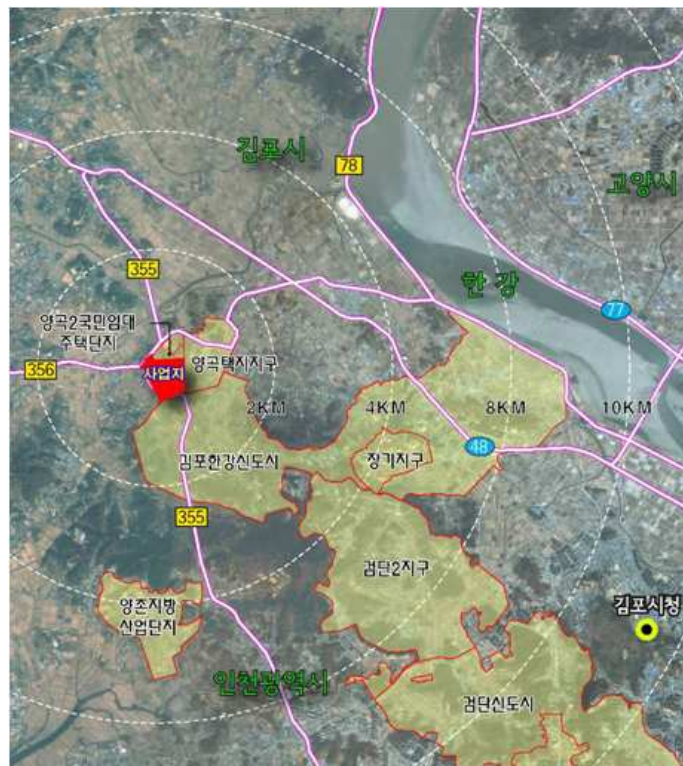 김포시
78
고양시
355
한강
77
양곡2국민임대
주택단지
양곡택지지구
356
사업지
2KM
4KM
8KM
10KM
48
김포한강신도시
장기지구
355
검단2지구
양촌지방
산업단지
김포시청
인천광역시
검단신도시